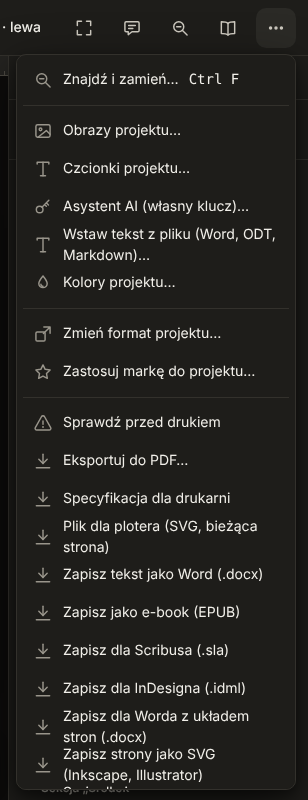 · lewa
Znajdź i zamień... Ctrl F
Obrazy projektu...
Czcionki projektu...
Asystent AI (własny klucz)...
Wstaw tekst z pliku (Word, ODT,
Markdown)...
Kolory projektu...
Zmień format projektu...
Zastosuj markę do projektu...
Sprawdź przed drukiem
Eksportuj do PDF...
Specyfikacja dla drukarni
Plik dla plotera (SVG, bieżąca
strona)
Zapisz tekst jako Word (.docx)
Zapisz jako e-book (EPUB)
Zapisz dla Scribusa (.sla)
Zapisz dla InDesigna (.idml)
Zapisz dla Worda z układem
stron (.docx)
Zapisz strony jako SVG
(Inkscape, Illustrator)